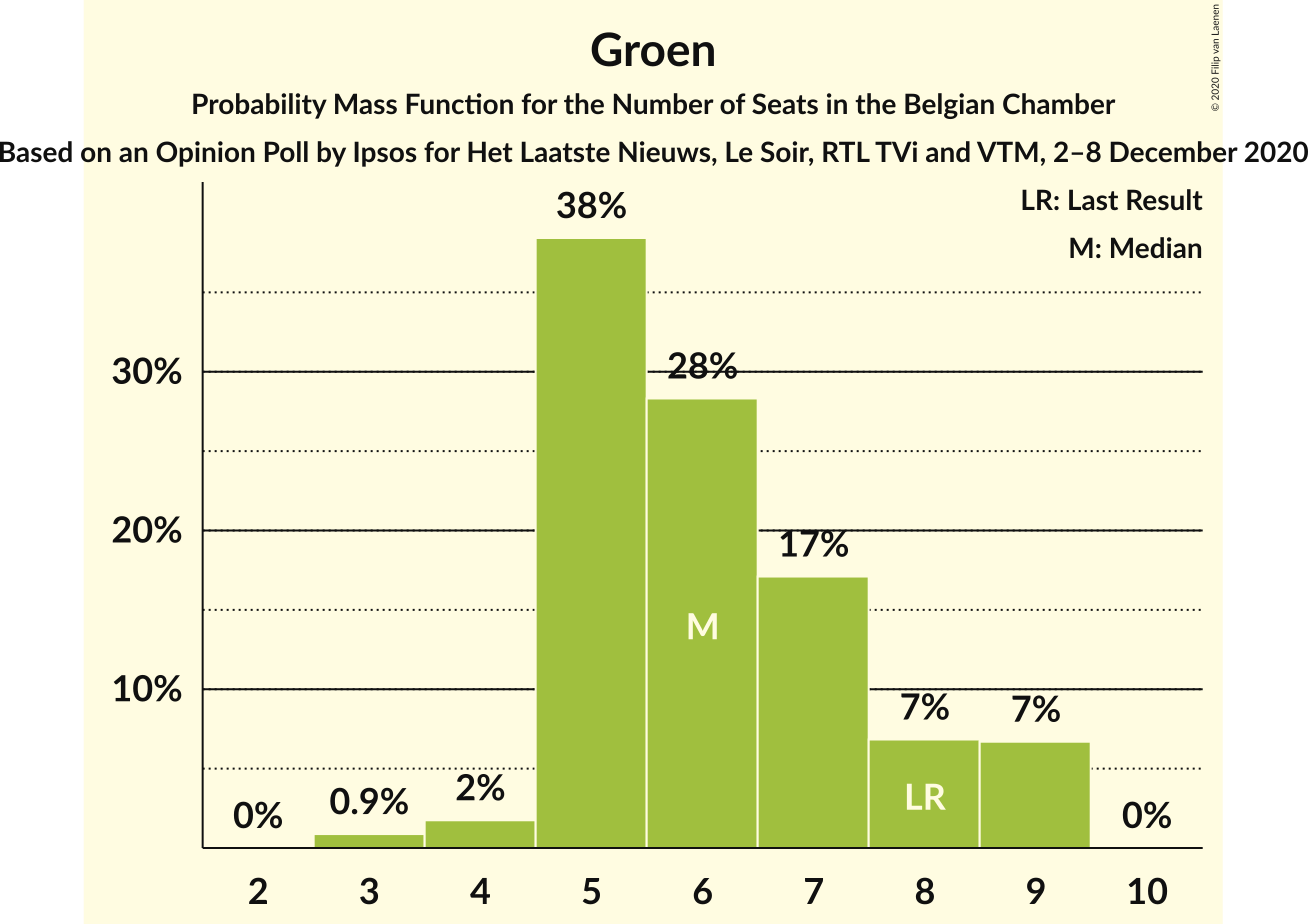 Groen
Probability Mass Function for the Number of Seats in the Belgian Chamber
Based on an Opinion Poll by Ipsos for Het Laatste Nieuws, Le Soir, RTL TVi and VTM, 2–8 December 2020
© 2020 Filip van Laenen
LR: Last Result
M: Median
38%
30%
28%
20%
17%
M
10%
7%
7%
LR
2%
0.9%
0%
0%
2 3 4 5 6 7 8 9 10